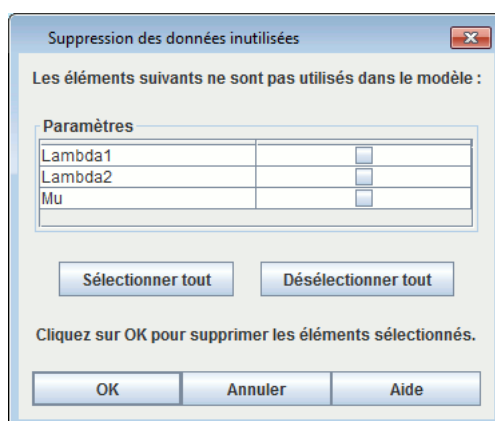 Suppression des données inutilisées
Les éléments suivants ne sont pas utilisés dans le modèle :
Paramètres
Lambda1
Lambda2
Mu
Sélectionner tout Désélectionner tout
Cliquez sur OK pour supprimer les éléments sélectionnés.
OK Annuler Aide